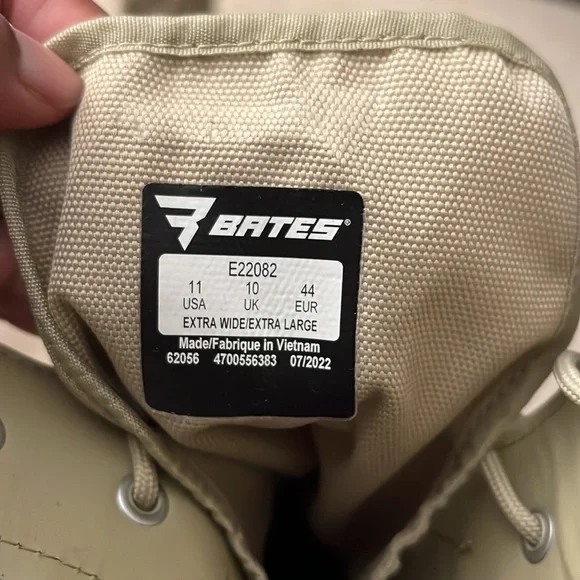 BATES®
E22082
11 10 44
USA UK EUR
EXTRA WIDE/EXTRA LARGE
Made/Fabrique in Vietnam
62056 4700556383 07/2022